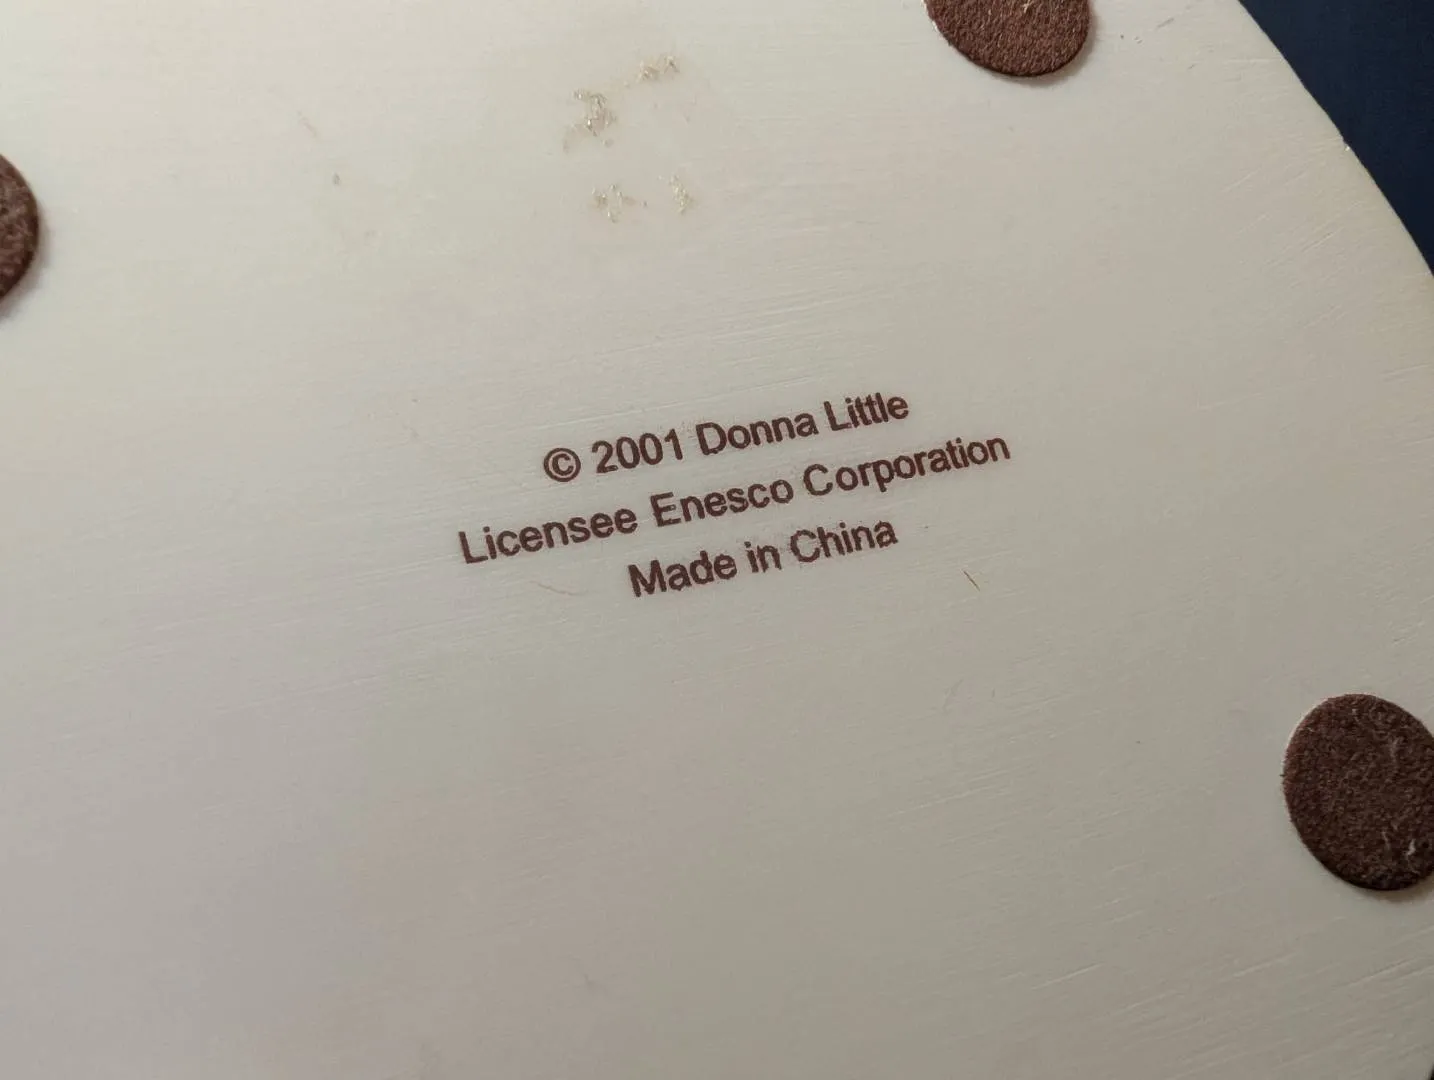 © 2001 Donna Little
Licensee Enesco Corporation
Made in China